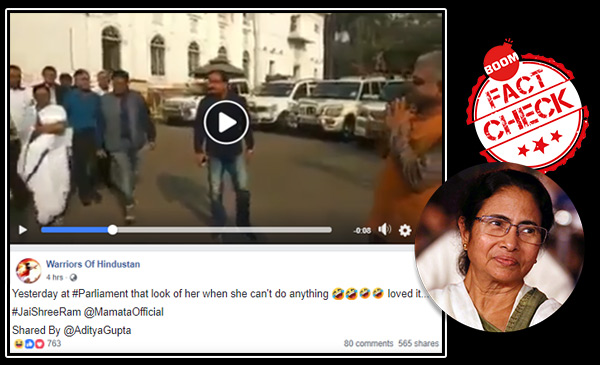 BOOM
FACT
CHECK
-0:08
Warriors Of Hindustan
4 hrs ·
Yesterday at #Parliament that look of her when she can't do anything 🤣🤣🤣🤣 loved it...
#JaiShreeRam @MamataOfficial
Shared By @AdityaGupta
763
80 comments 565 shares